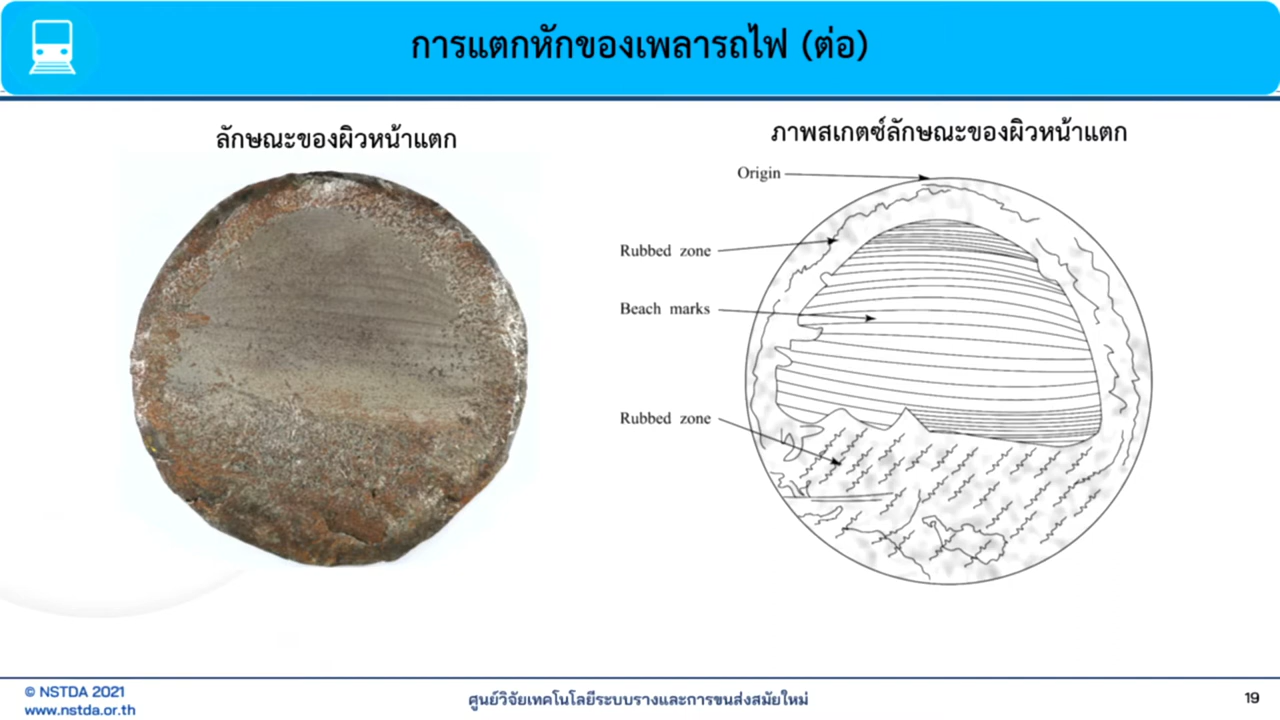 การแตกหักของเพลารถไฟ (ต่อ)
ลักษณะของผิวหน้าแตก
ภาพสเกตซ์ลักษณะของผิวหน้าแตก
Origin
Rubbed zone
Beach marks
Rubbed zone
© NSTDA 2021
www.nstda.or.th
ศูนย์วิจัยเทคโนโลยีระบบรางและการขนส่งสมัยใหม่
19